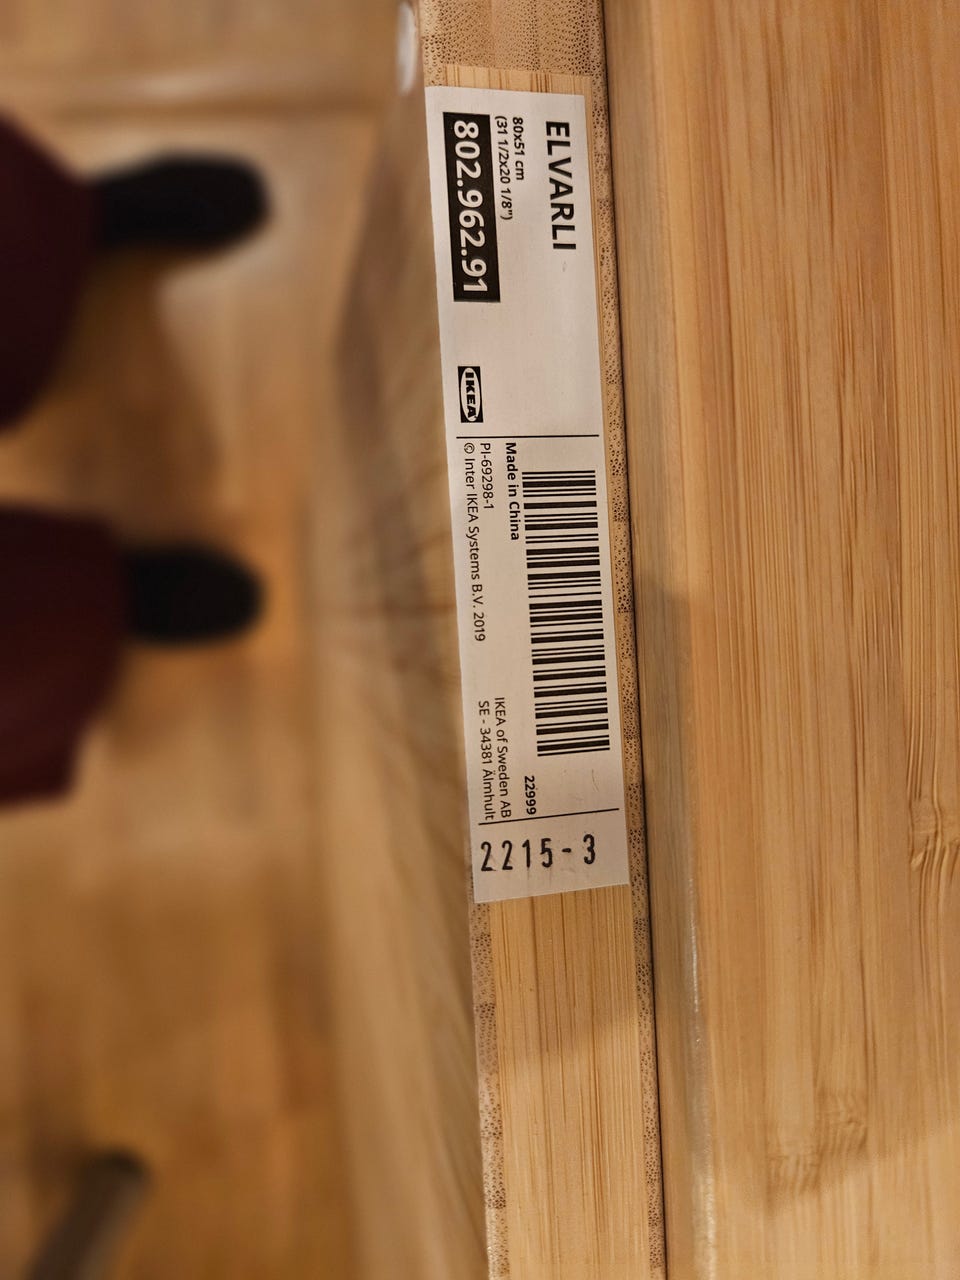 ELVARLI
80x51 cm
(31 1/2x20 1/8")
802.962.91
IKEA
Made in China
PI-69298-1
© Inter IKEA Systems B.V. 2019
22999
IKEA of Sweden AB
SE - 34381 Älmhult
2215-3